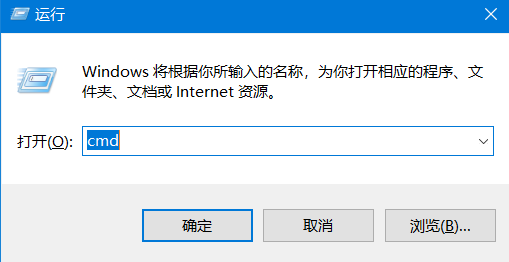 运行
Windows 将根据你所输入的名称，为你打开相应的程序、文
件夹、文档或 Internet 资源。
打开(O): cmd
确定 取消 浏览(B)...